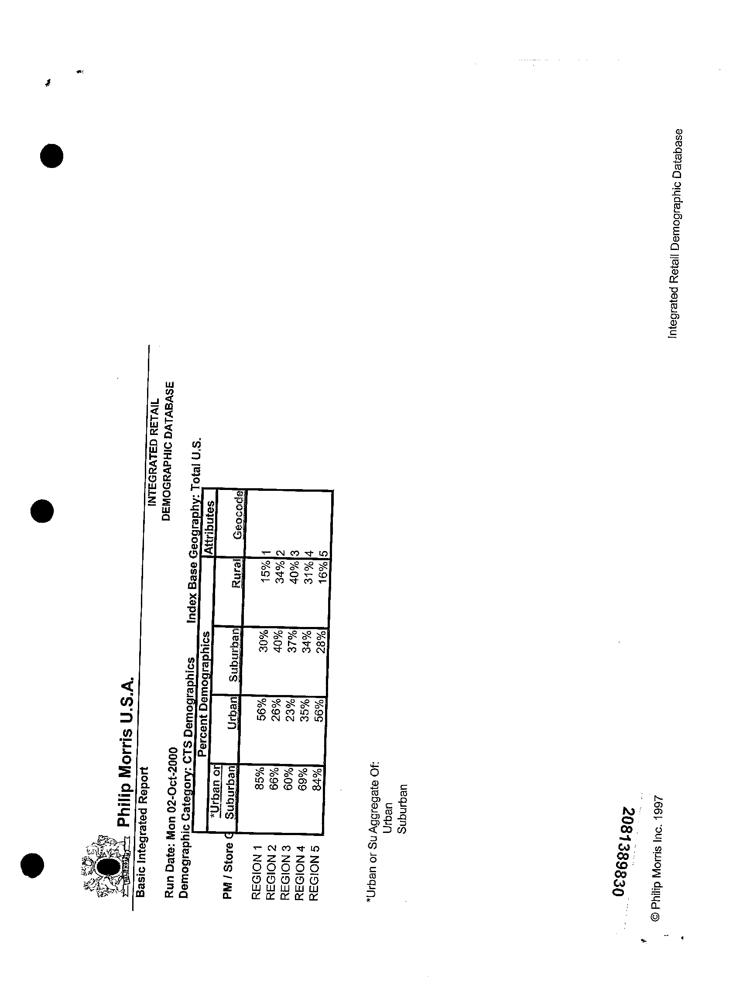 Philip Morris U.S.A.
Basic Integrated Report
INTEGRATED RETAIL
DEMOGRAPHIC DATABASE
Run Date: Mon 02-Oct-2000
Demographic Category: CTS Demographics Index Base Geography: Total U.S.
Percent Demographics Attributes
*Urban or
PM / Store G Suburban Urban Suburban Rural Geocode
REGION 1 85% 56% 30% 15% 1
REGION 2 66% 26% 40% 34% 2
REGION 3 60% 23% 37% 40% 3
REGION 4 69% 35% 34% 31% 4
REGION 5 84% 56% 28% 16% 5
*Urban or Su Aggregate Of:
Urban
Suburban
2081389830
© Philip Morris Inc. 1997
Integrated Retail Demographic Database